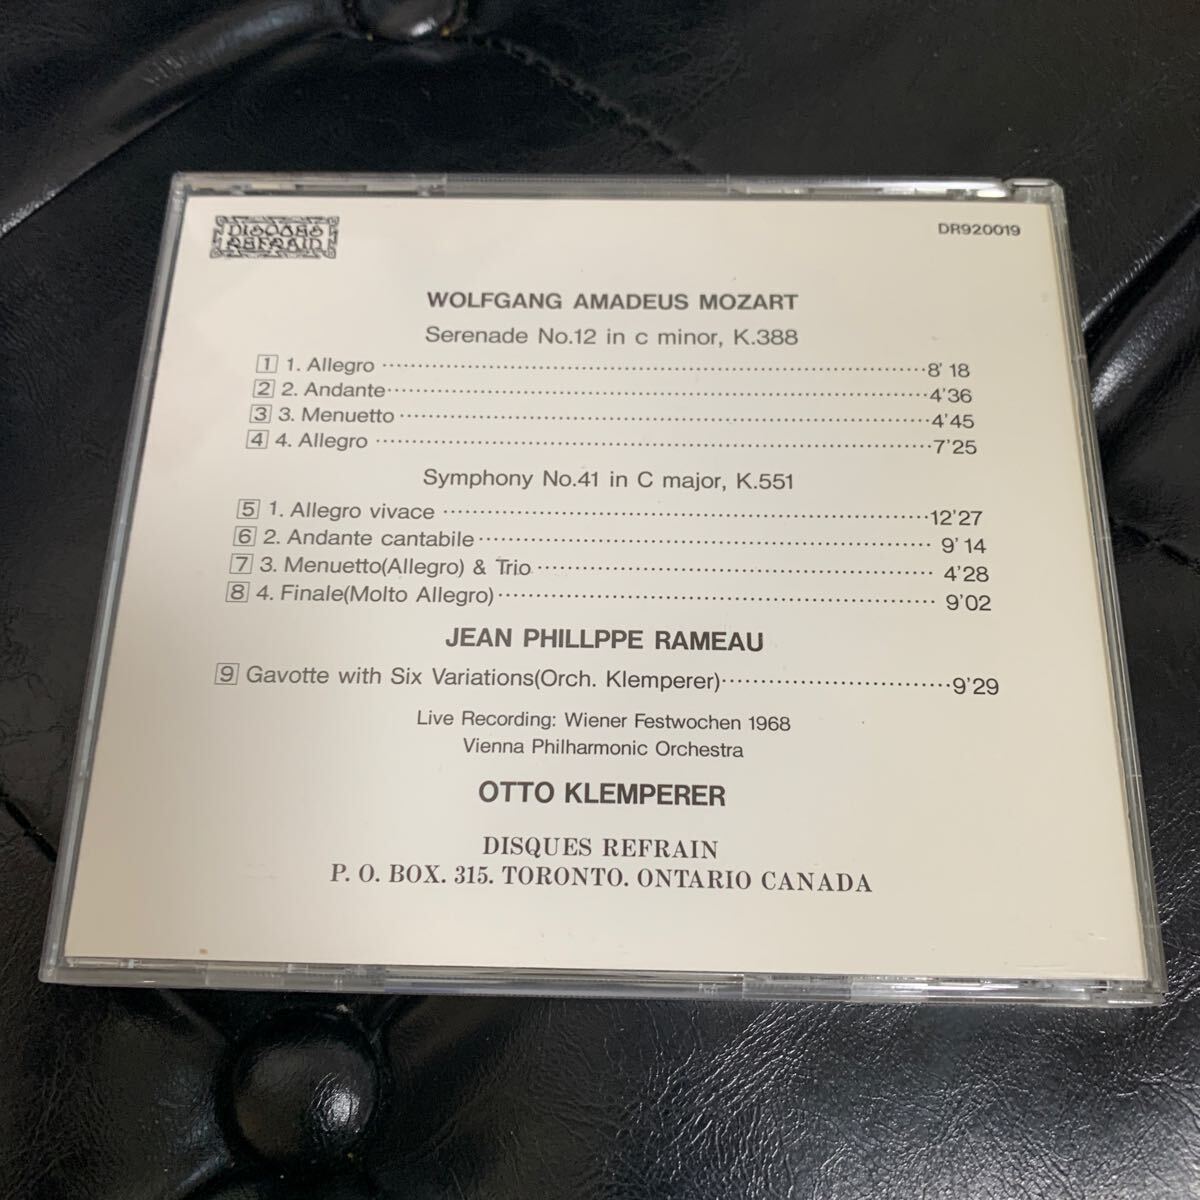 DISQUES
REFRAIN
DR920019
WOLFGANG AMADEUS MOZART
Serenade No.12 in c minor, K.388
1 1. Allegro 8'18
2 2. Andante 4'36
3 3. Menuetto 4'45
4 4. Allegro 7'25
Symphony No.41 in C major, K.551
5 1. Allegro vivace 12'27
6 2. Andante cantabile 9'14
7 3. Menuetto(Allegro) & Trio 4'28
8 4. Finale(Molto Allegro) 9'02
JEAN PHILLPPE RAMEAU
9 Gavotte with Six Variations(Orch. Klemperer) 9'29
Live Recording: Wiener Festwochen 1968
Vienna Philharmonic Orchestra
OTTO KLEMPERER
DISQUES REFRAIN
P. O. BOX. 315. TORONTO. ONTARIO CANADA